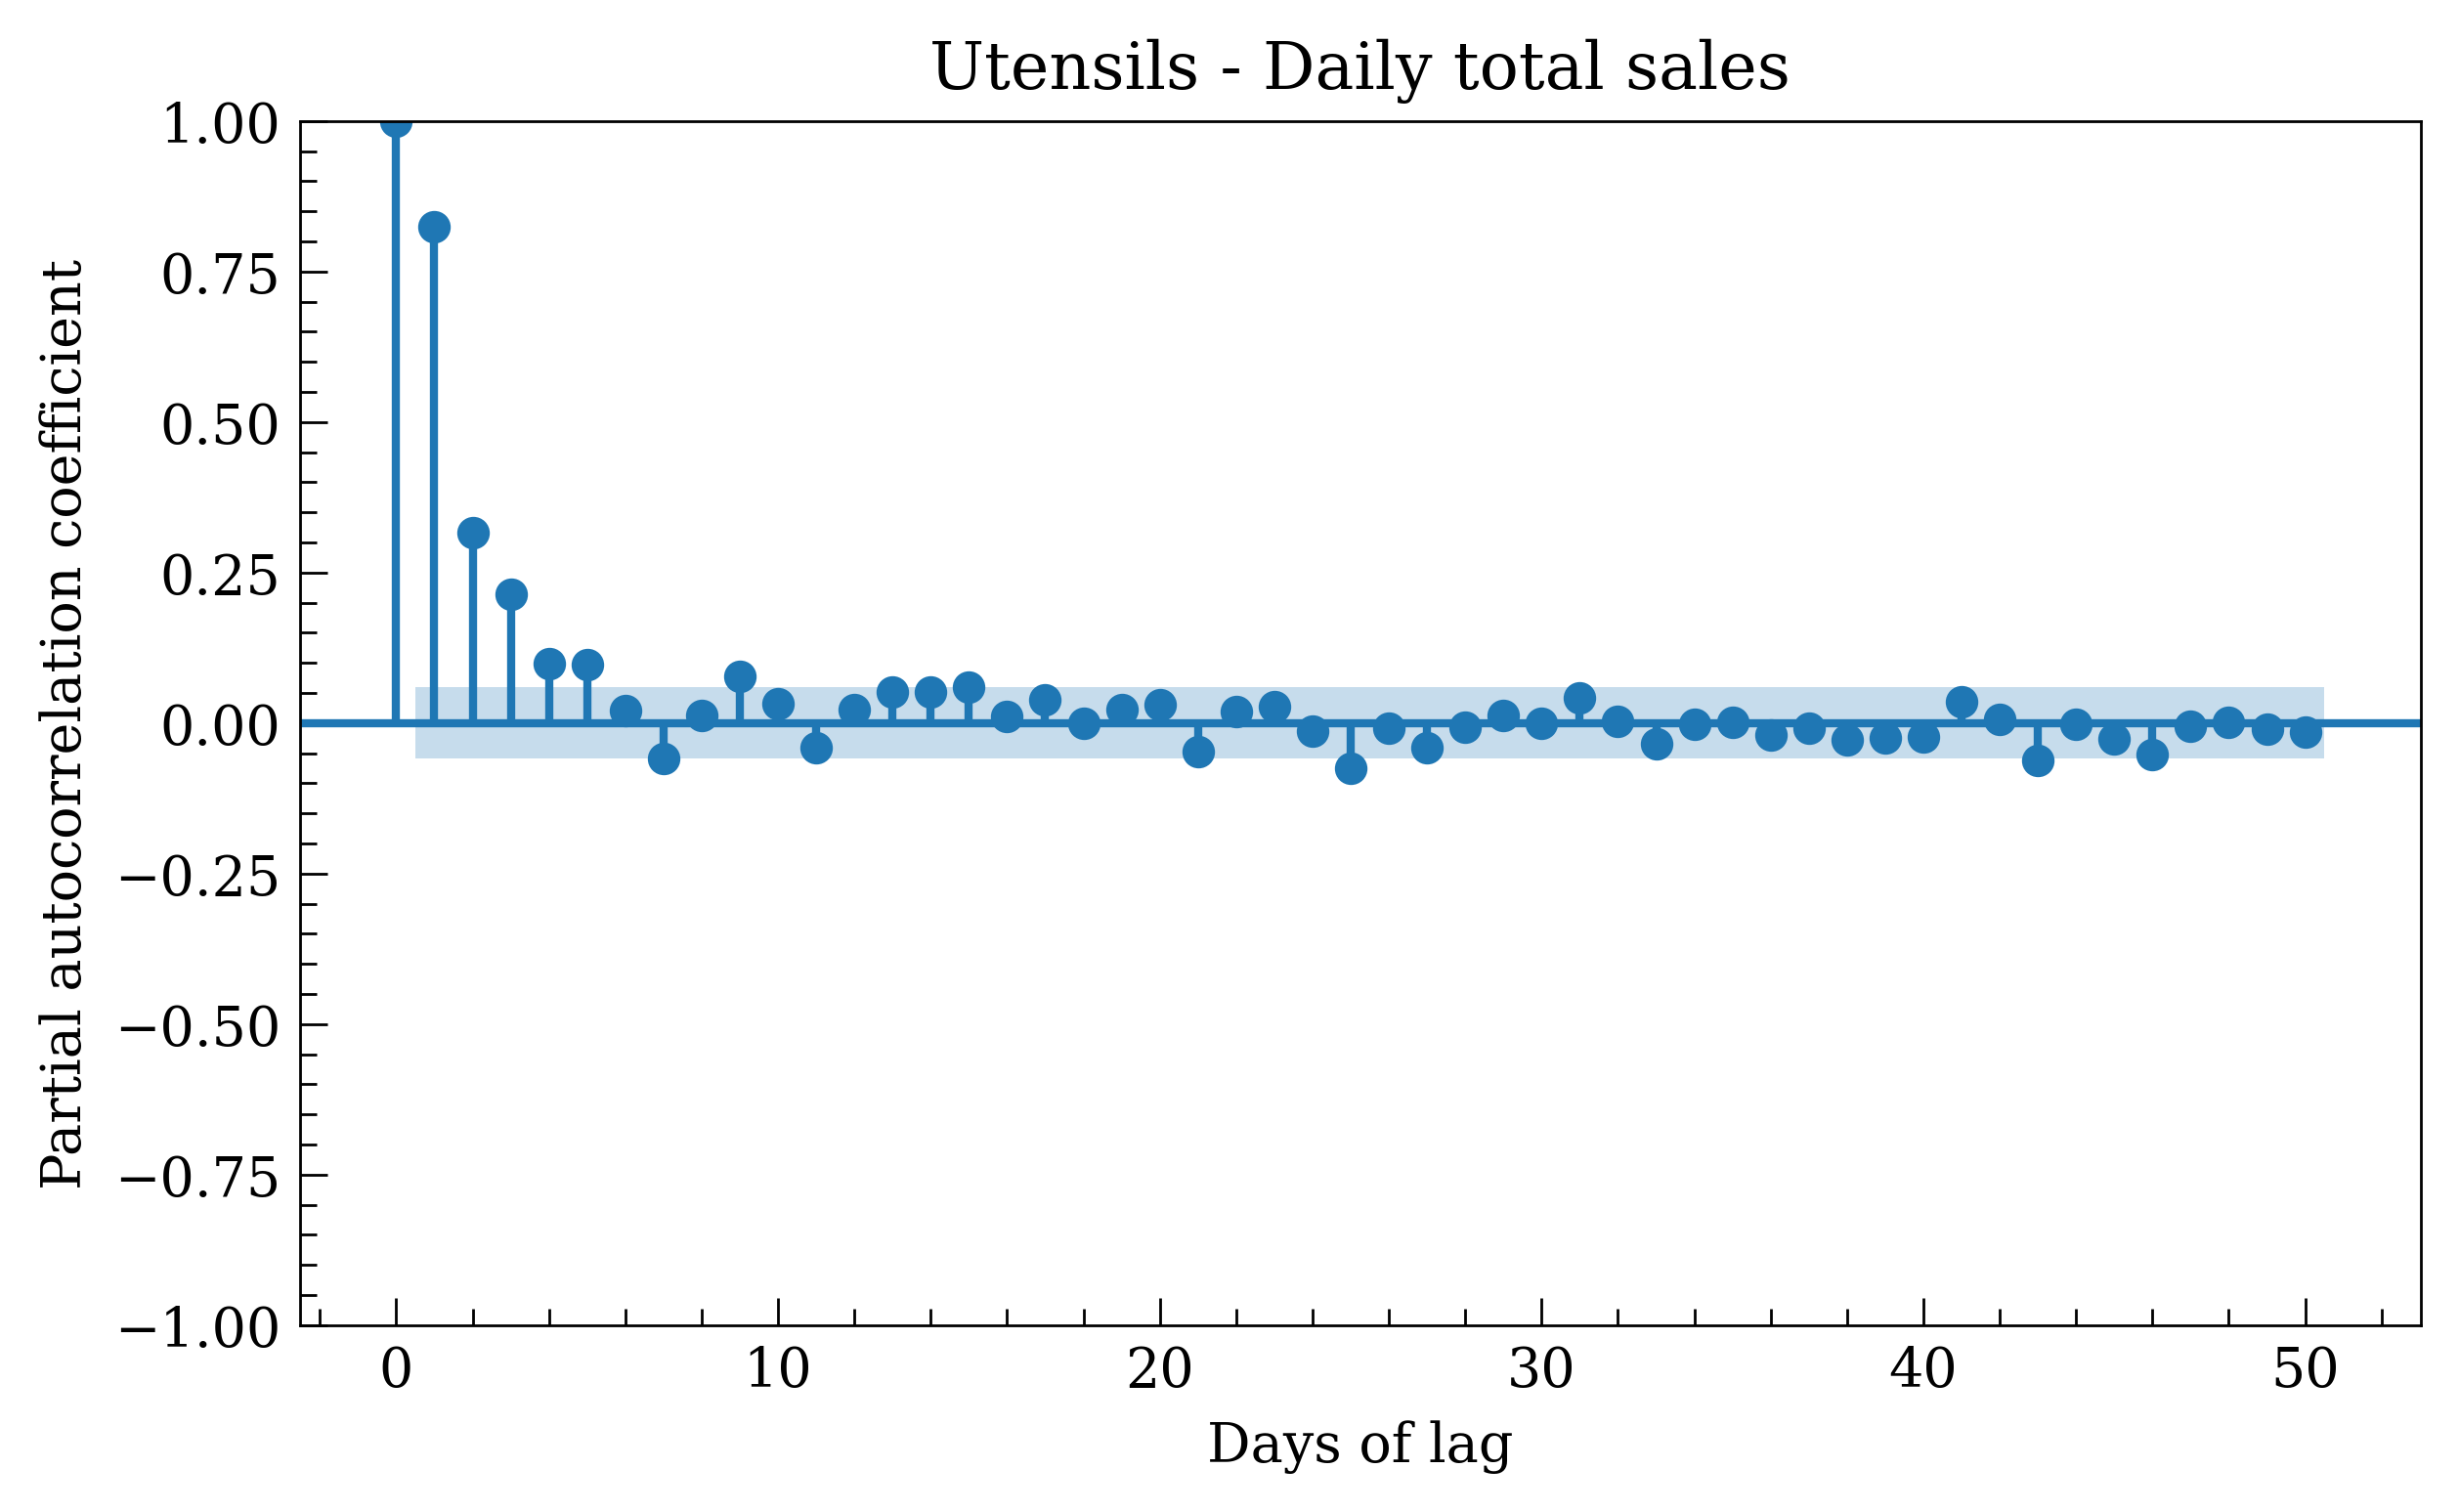 Utensils - Daily total sales
Partial autocorrelation coefficient
1.00
0.75
0.50
0.25
0.00
−0.25
−0.50
−0.75
−1.00
0 10 20 30 40 50
Days of lag